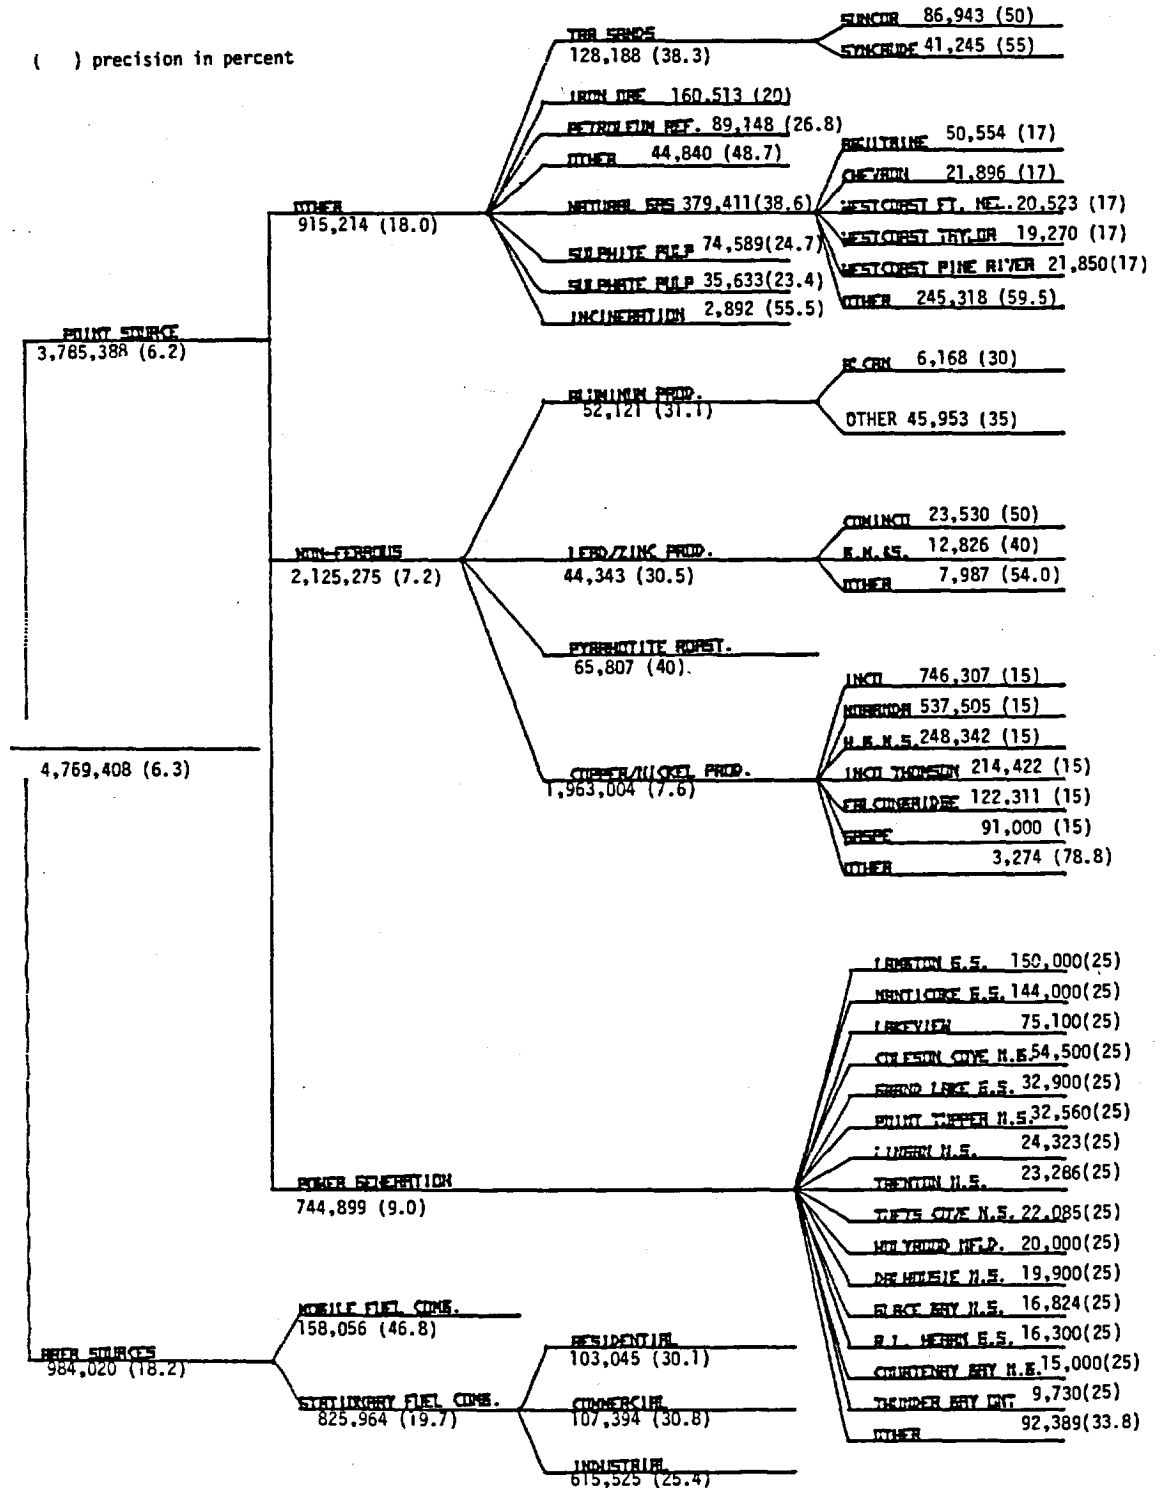 ( ) precision in percent
TAR SANDS
128,188 (38.3)
SUNCOR 86,943 (50)
SYNCRUDE 41,245 (55)
IRON ORE 160,513 (20)
PETROLEUM REF. 89,148 (26.8)
OTHER 44,840 (48.7)
NATURAL GAS 379,411(38.6)
SULPHITE PULP 74,589(24.7)
SULPHATE PULP 35,633(23.4)
INCINERATION 2,892 (55.5)
AQUITAINE 50,554 (17)
CHEVRON 21,896 (17)
WESTCOAST FT. NEL. 20,523 (17)
WESTCOAST TAYLOR 19,270 (17)
WESTCOAST PINE RIVER 21,850(17)
OTHER 245,318 (59.5)
OTHER
915,214 (18.0)
POINT SOURCE
3,785,388 (6.2)
ALUMINUM PROD.
52,121 (31.1)
6,168 (30)
OTHER 45,953 (35)
NON-FERROUS
2,125,275 (7.2)
LEAD/ZINC PROD.
44,343 (30.5)
COMINCO 23,530 (50)
B.M.&S. 12,826 (40)
OTHER 7,987 (54.0)
PYRRHOTITE ROAST.
65,807 (40)
COPPER/NICKEL PROD.
1,963,004 (7.6)
INCO 746,307 (15)
NORANDA 537,505 (15)
H.B.M.S. 248,342 (15)
INCO THOMSON 214,422 (15)
FALCONBRIDGE 122,311 (15)
GASPE 91,000 (15)
OTHER 3,274 (78.8)
4,769,408 (6.3)
POWER GENERATION
744,899 (9.0)
LAMBTON G.S. 150,000(25)
NANTICOKE G.S. 144,000(25)
LAKEVIEW 75,100(25)
COLESON COVE N.B. 54,500(25)
GRAND LAKE G.S. 32,900(25)
POINT TUPPER N.S. 32,560(25)
LINGAN N.S. 24,323(25)
TRENTON N.S. 23,286(25)
TUFTS COVE N.S. 22,085(25)
HOLYROOD NFLD. 20,000(25)
DALHOUSIE N.S. 19,900(25)
GLACE BAY N.S. 16,824(25)
R.L. HEARN G.S. 16,300(25)
COURTENAY BAY N.B. 15,000(25)
THUNDER BAY ONT. 9,730(25)
OTHER 92,389(33.8)
AREA SOURCES
984,020 (18.2)
MOBILE FUEL COMB.
158,056 (46.8)
STATIONARY FUEL COMB.
825,964 (19.7)
RESIDENTIAL
103,045 (30.1)
COMMERCIAL
107,394 (30.8)
INDUSTRIAL
615,525 (25.4)